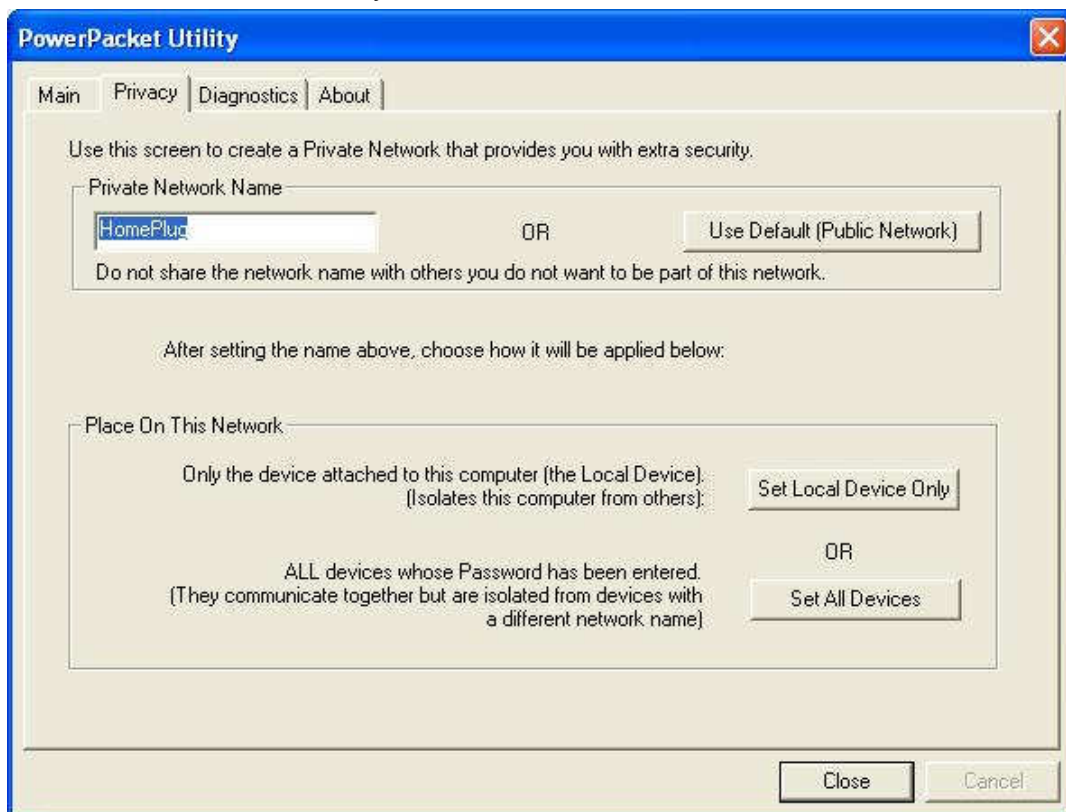 PowerPacket Utility
Main Privacy Diagnostics About
Use this screen to create a Private Network that provides you with extra security.
Private Network Name
HomePlug OR Use Default (Public Network)
Do not share the network name with others you do not want to be part of this network.
After setting the name above, choose how it will be applied below:
Place On This Network
Only the device attached to this computer (the Local Device).
(Isolates this computer from others):
Set Local Device Only
OR
ALL devices whose Password has been entered.
(They communicate together but are isolated from devices with
a different network name)
Set All Devices
Close Cancel